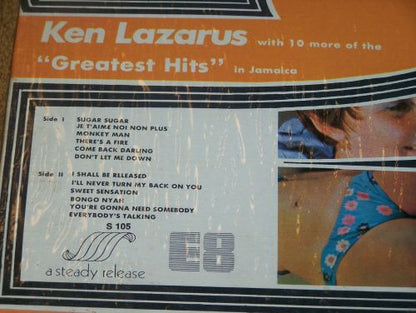 Ken Lazarus with 10 more of the
"Greatest Hits" in Jamaica
Side I SUGAR SUGAR
JE T'AIME NOI NON PLUS
MONKEY MAN
THERE'S A FIRE
COME BACK DARLING
DON'T LET ME DOWN
Side II I SHALL BE RELEASED
I'LL NEVER TURN MY BACK ON YOU
SWEET SENSATION
BONGO NYAH
YOU'RE GONNA NEED SOMEBODY
EVERYBODY'S TALKING
S 105
E8
a steady release